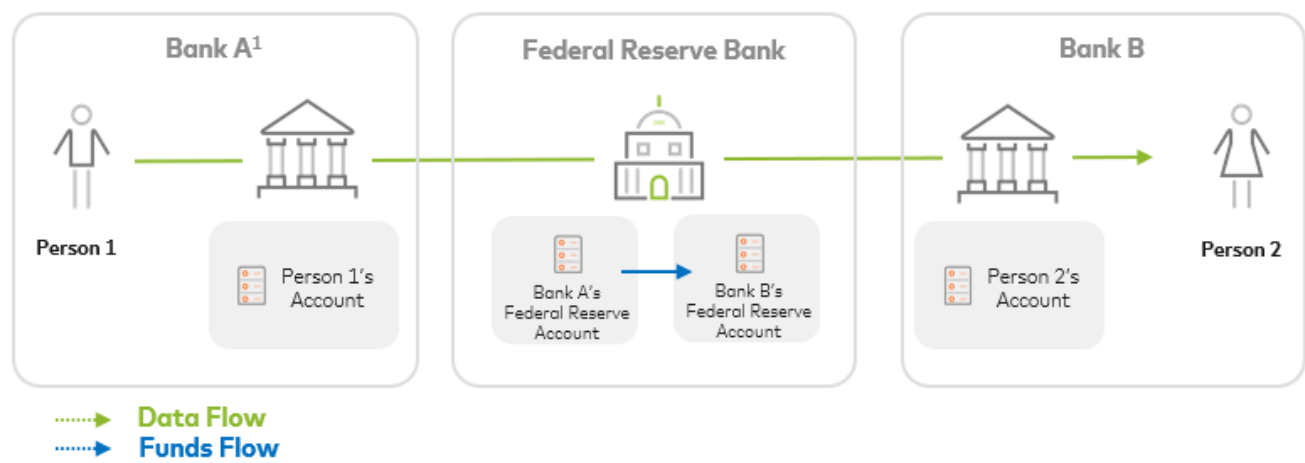 Bank A¹
Federal Reserve Bank
Bank B
Person 1
Person 1's
Account
Bank A's
Federal Reserve
Account
Bank B's
Federal Reserve
Account
Person 2's
Account
Person 2
Data Flow
Funds Flow